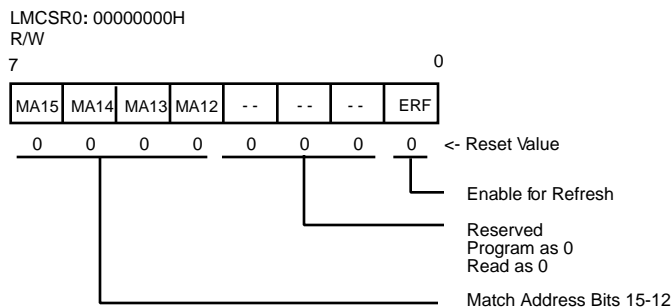 LMCSR0: 00000000H
R/W
7 0
MA15 MA14 MA13 MA12 - - - - - - ERF
0 0 0 0 0 0 0 0 <- Reset Value
Enable for Refresh
Reserved
Program as 0
Read as 0
Match Address Bits 15-12